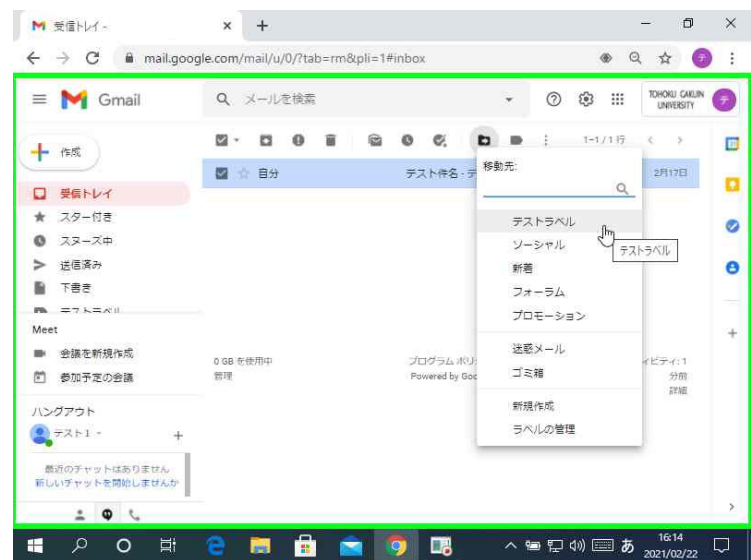 受信トレイ -
mail.google.com/mail/u/0/?tab=rm&pli=1#inbox
テ
Gmail
メールを検索
TOHOKU GAKUIN
UNIVERSITY
テ
作成
1-1/1 行
受信トレイ
スター付き
スヌーズ中
送信済み
下書き
テストラベル
Meet
会議を新規作成
参加予定の会議
ハングアウト
テスト1
最近のチャットはありません
新しいチャットを開始しませんか
自分
テスト件名 - テ
2月17日
移動先:
テストラベル
テストラベル
ソーシャル
新着
フォーラム
プロモーション
迷惑メール
ゴミ箱
新規作成
ラベルの管理
0 GB を使用中
管理
プログラム ポリ
Powered by Goo
ィビティ: 1
分前
詳細
あ
16:14
2021/02/22